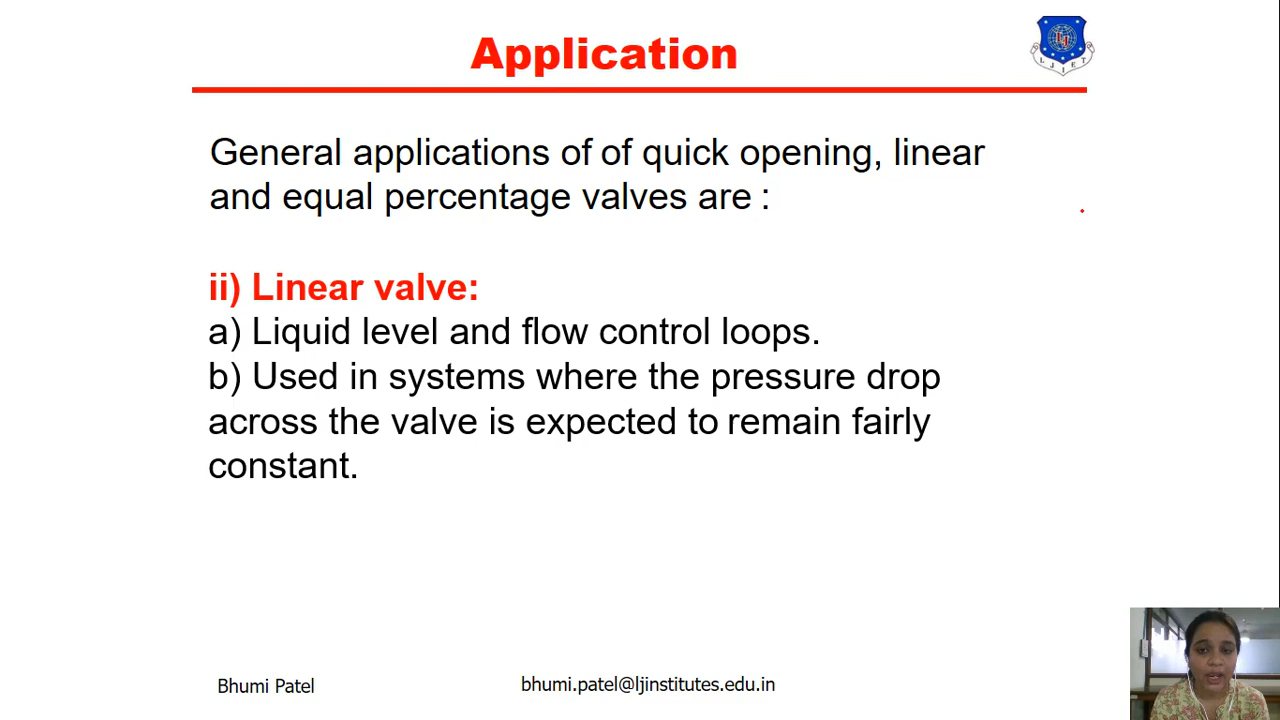 Application
LJIET
General applications of of quick opening, linear
and equal percentage valves are :
ii) Linear valve:
a) Liquid level and flow control loops.
b) Used in systems where the pressure drop
across the valve is expected to remain fairly
constant.
Bhumi Patel
bhumi.patel@ljinstitutes.edu.in